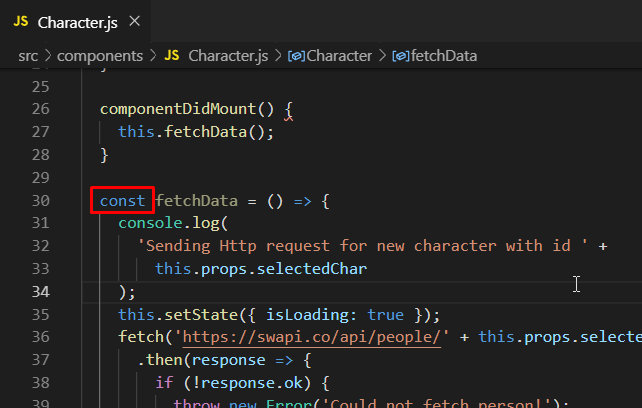 JS Character.js ×
src > components > JS Character.js > Character > fetchData
25
26 componentDidMount() {
27 this.fetchData();
28 }
29
30 const fetchData = () => {
31 console.log(
32 'Sending Http request for new character with id ' +
33 this.props.selectedChar
34 );
35 this.setState({ isLoading: true });
36 fetch('https://swapi.co/api/people/' + this.props.selecte
37 .then(response => {
38 if (!response.ok) {
39 throw new Error('Could not fetch person!');